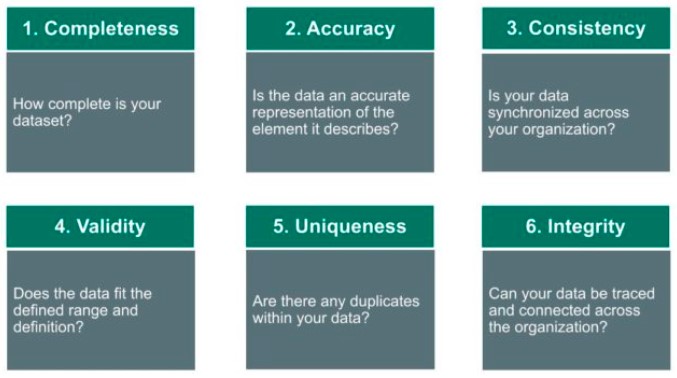 1. Completeness
How complete is your
dataset?
2. Accuracy
Is the data an accurate
representation of the
element it describes?
3. Consistency
Is your data
synchronized across
your organization?
4. Validity
Does the data fit the
defined range and
definition?
5. Uniqueness
Are there any duplicates
within your data?
6. Integrity
Can your data be traced
and connected across
the organization?